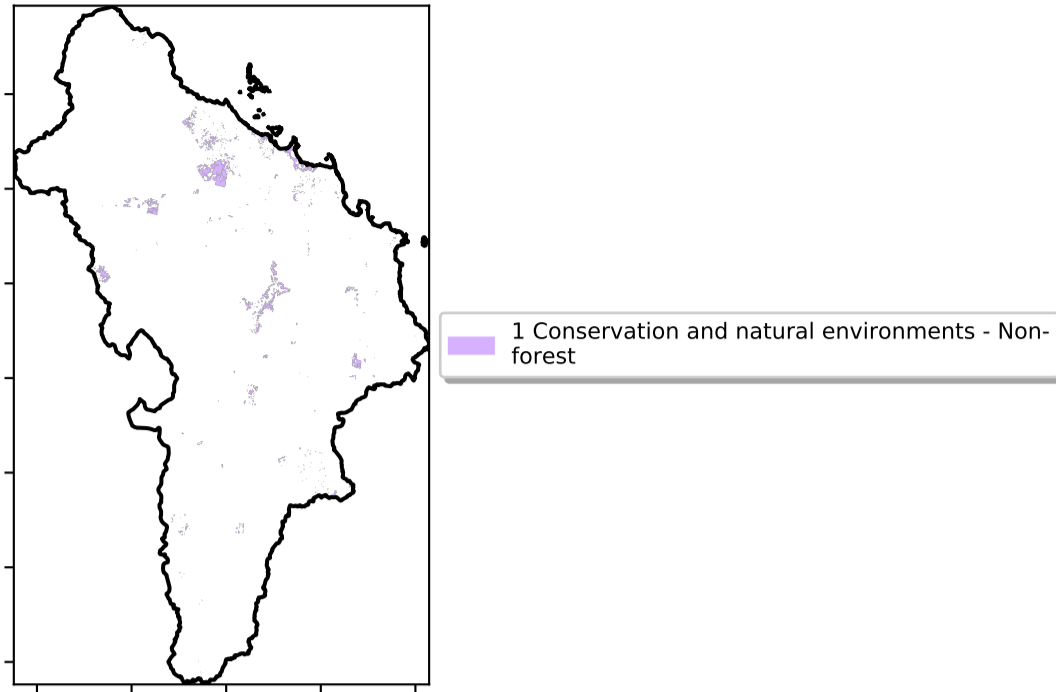 1 Conservation and natural environments - Non-
forest